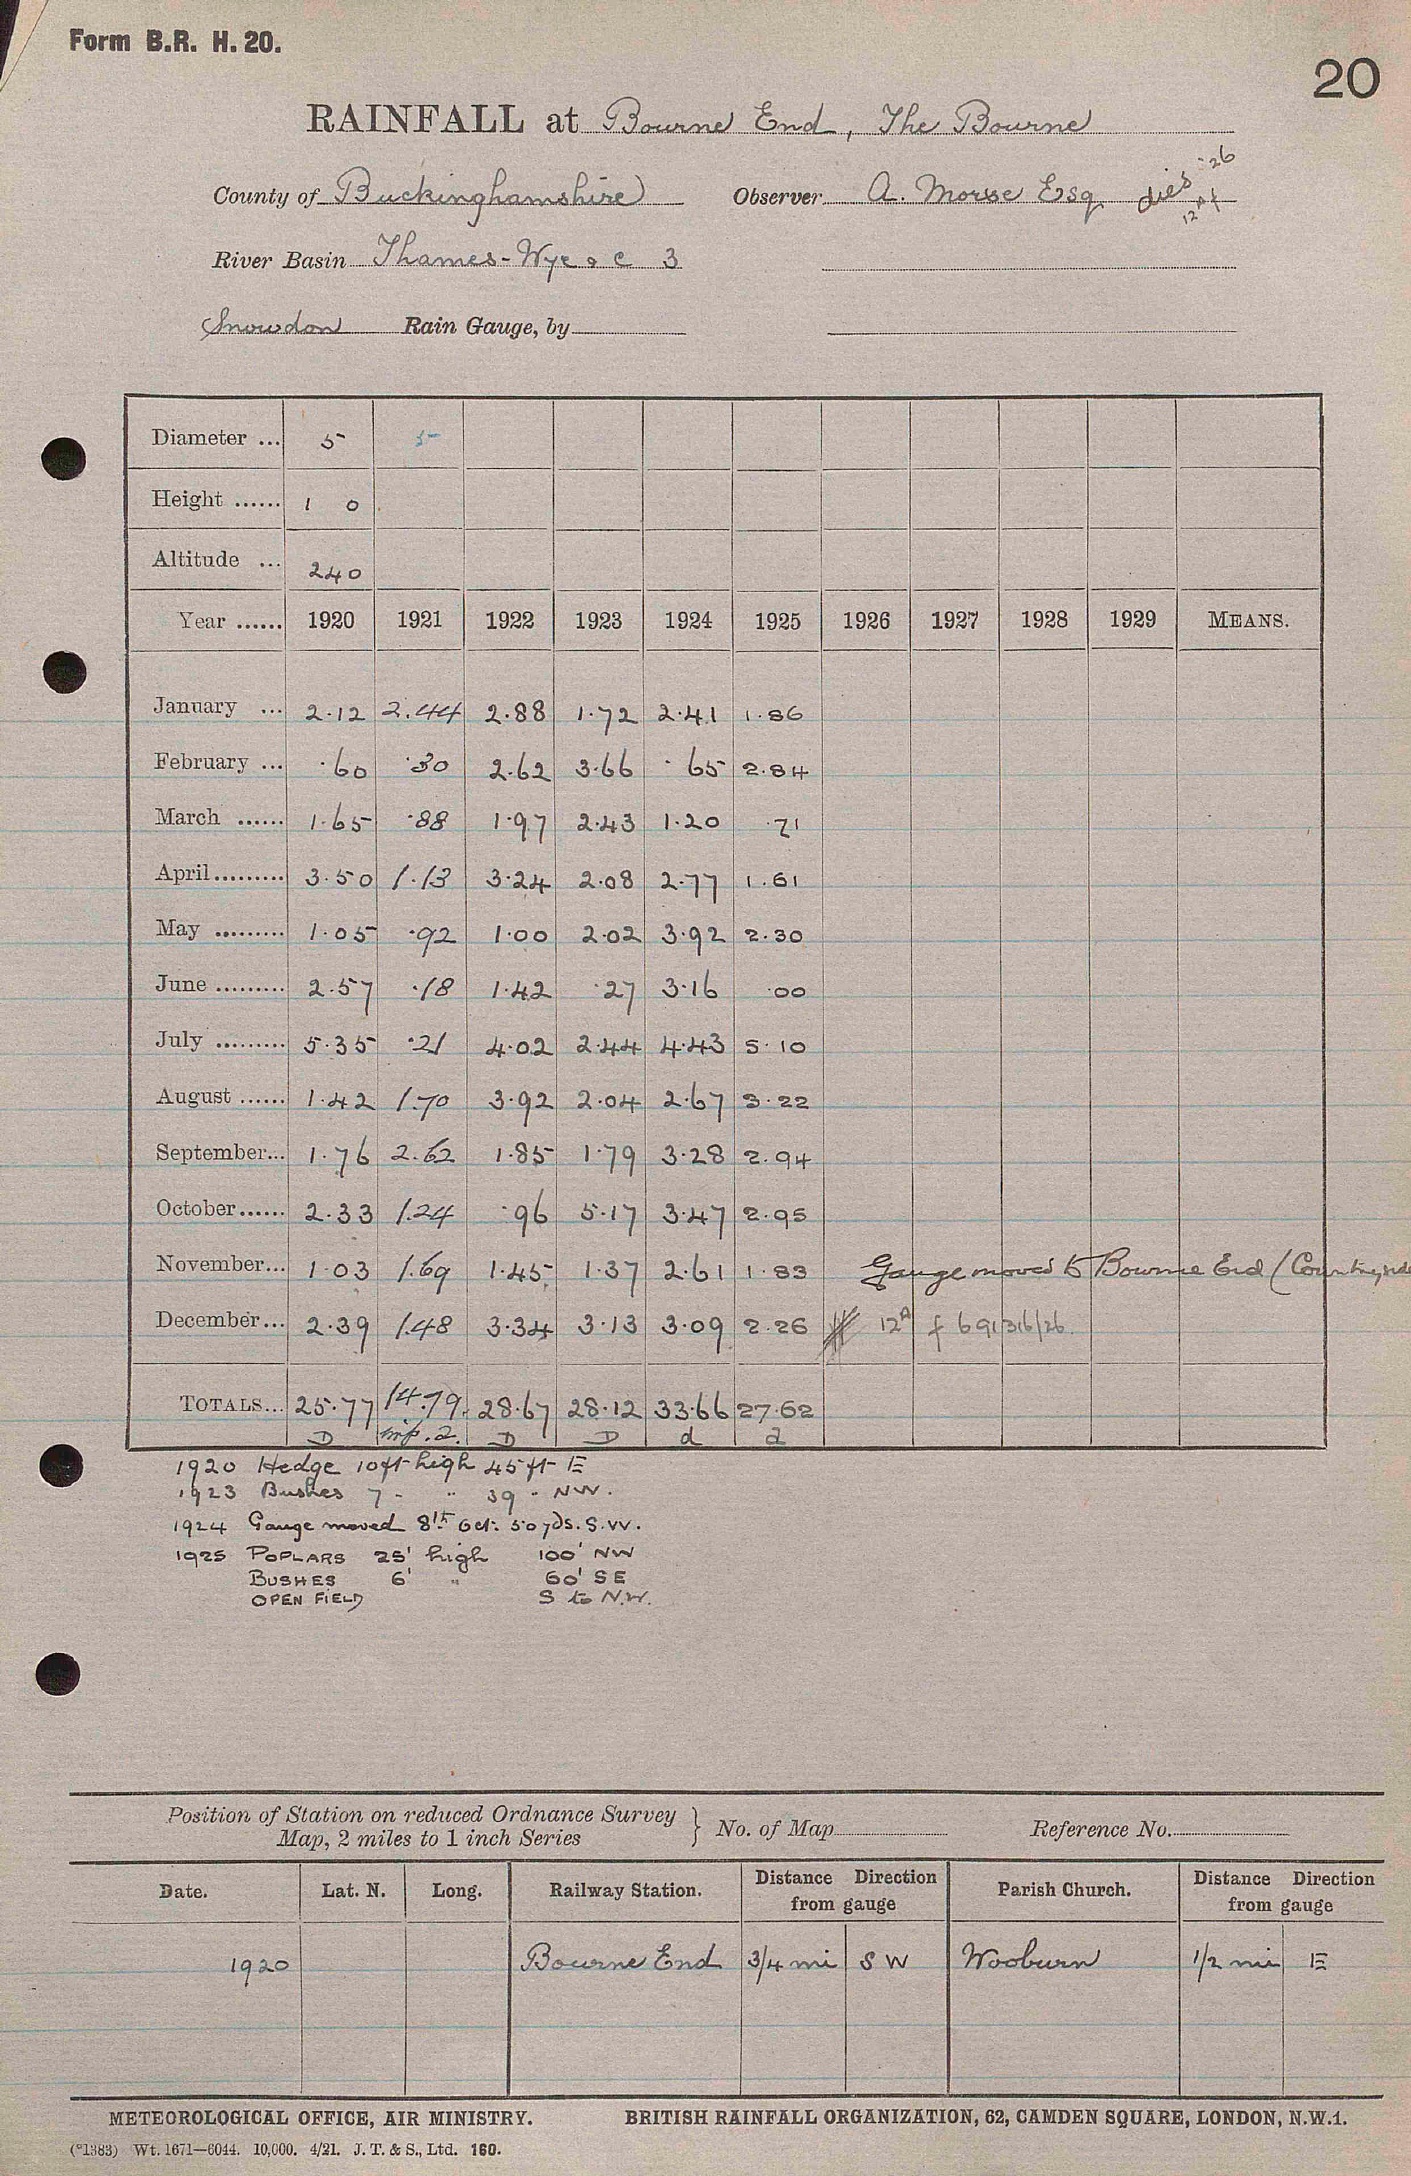 Form B.R. H. 20.
20
RAINFALL at Bourne End, The Bourne
County of Buckinghamshire Observer A. Morse Esq. dies '26
12A f
River Basin Thames - Wye & c 3
Snowdon Rain Gauge, by
Diameter ... 5 5
Height ...... 1 0
Altitude ... 240
Year ...... 1920 1921 1922 1923 1924 1925 1926 1927 1928 1929 MEANS.
January ... 2.12 2.44 2.88 1.72 2.41 1.86
February ... .60 .30 2.62 3.66 .65 2.84
March ...... 1.65 .88 1.97 2.43 1.20 .71
April ......... 3.50 1.13 3.24 2.08 2.77 1.61
May ......... 1.05 .92 1.00 2.02 3.92 2.30
June ......... 2.57 .18 1.42 .27 3.16 .00
July ......... 5.35 .21 4.02 2.44 4.43 5.10
August ...... 1.42 1.70 3.92 2.04 2.67 3.22
September... 1.76 2.62 1.85 1.79 3.28 2.94
October ...... 2.33 1.24 .96 5.17 3.47 2.95
November... 1.03 1.69 1.45 1.37 2.61 1.83 Gauge moved to Bourne End (Countryside
December... 2.39 1.48 3.34 3.13 3.09 2.26 12A f 691316/26
TOTALS... 25.77 14.79 28.67 28.12 33.66 27.62
D mp. 2. D D d d
1920 Hedge 10ft high 45ft E
1923 Bushes 7 - " 39 " NW.
1924 Gauge moved 8th Oct. 50 yds. S.W.
1925 POPLARS 25' high 100' NW
BUSHES 6' " 60' SE
OPEN FIELD S to N.W.
Position of Station on reduced Ordnance Survey
Map, 2 miles to 1 inch Series } No. of Map Reference No.
Date. Lat. N. Long. Railway Station. Distance Direction from gauge Parish Church. Distance Direction from gauge
1920 Bourne End 3/4 mi S W Wooburn 1/2 mi E
METEOROLOGICAL OFFICE, AIR MINISTRY. BRITISH RAINFALL ORGANIZATION, 62, CAMDEN SQUARE, LONDON, N.W.1.
(*1383) Wt. 1671—6044. 10,000. 4/21. J. T. & S., Ltd. 160.